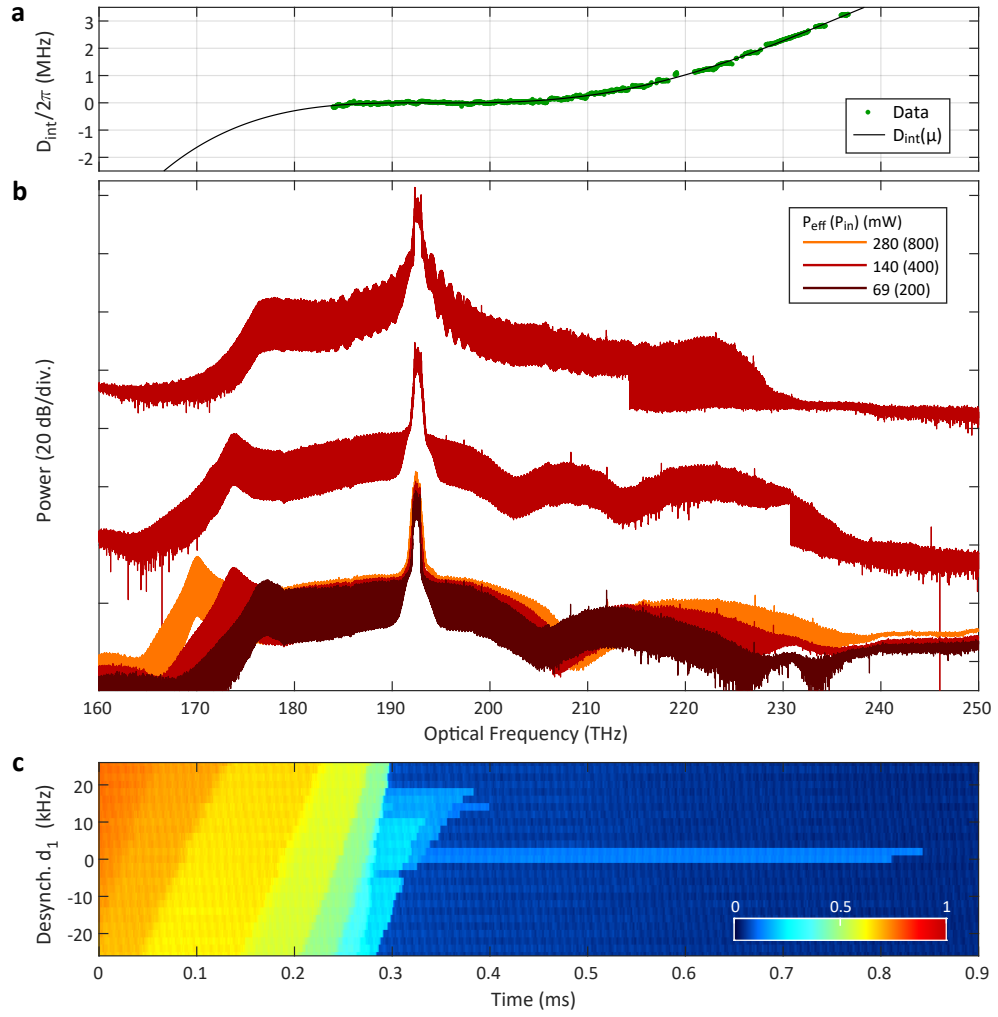 a
D_int/2π (MHz)
3
2
1
0
-1
-2
Data
D_int(μ)
b
Power (20 dB/div.)
P_eff (P_in) (mW)
280 (800)
140 (400)
69 (200)
160 170 180 190 200 210 220 230 240 250
Optical Frequency (THz)
c
Desynch. d_1 (kHz)
20
10
0
-10
-20
0 0.5 1
0 0.1 0.2 0.3 0.4 0.5 0.6 0.7 0.8 0.9
Time (ms)